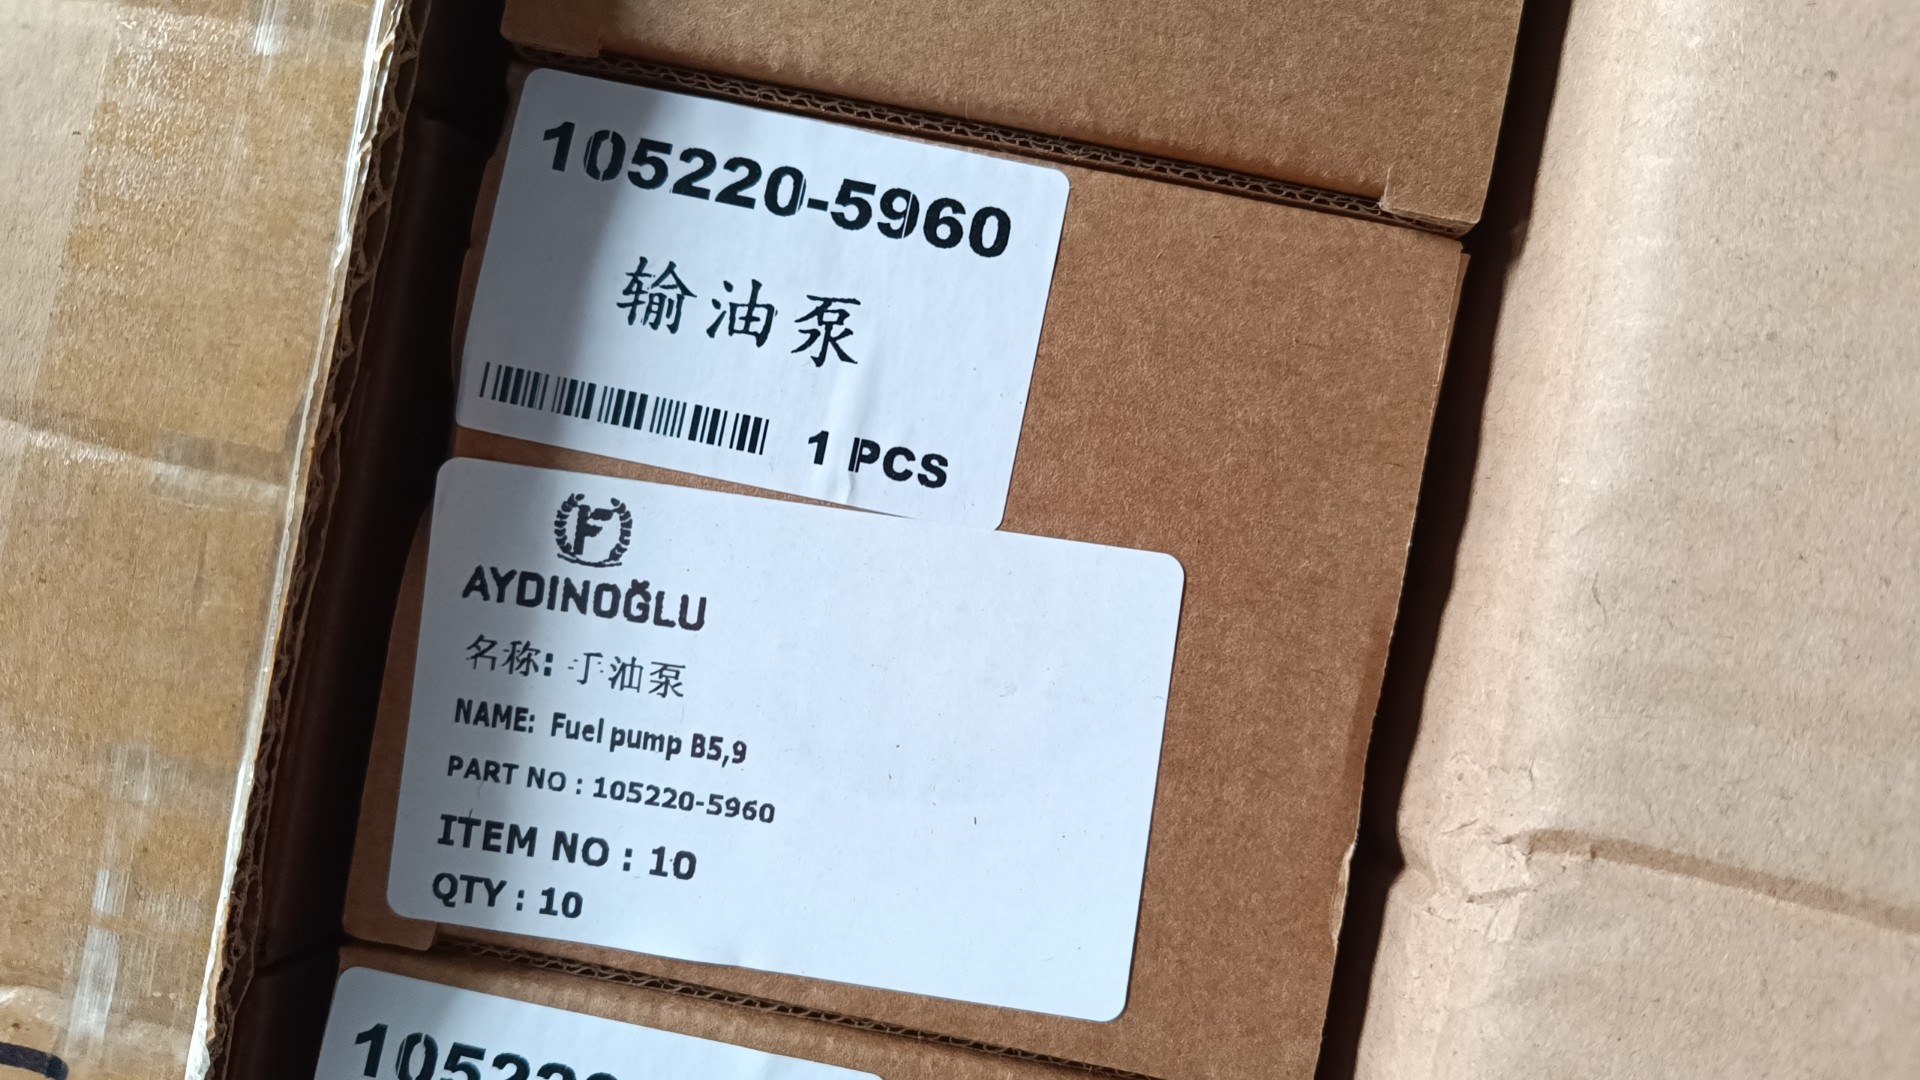 105220-5960
输油泵
1 PCS
F
AYDINOĞLU
名称: 手油泵
NAME: Fuel pump B5,9
PART NO : 105220-5960
ITEM NO : 10
QTY : 10